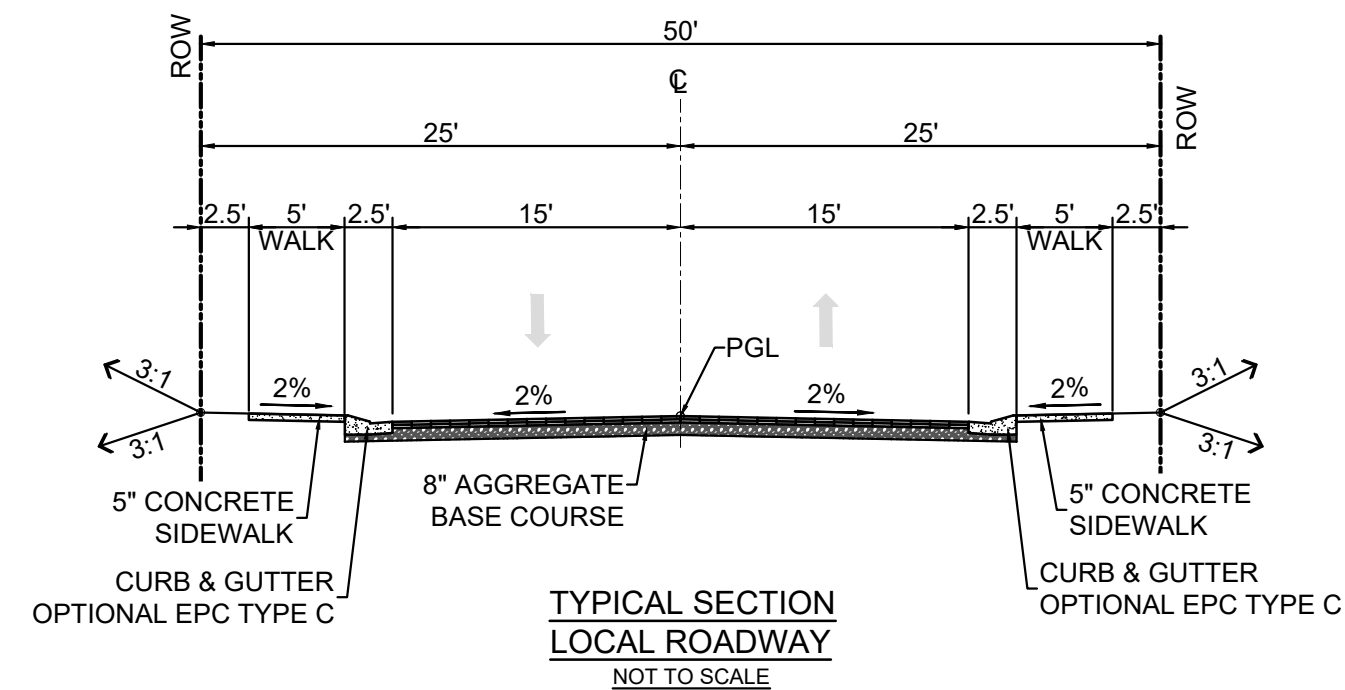 50'
ROW
℄
ROW
25'
25'
2.5'
5'
2.5'
15'
15'
2.5'
5'
2.5'
WALK
WALK
PGL
3:1
2%
2%
2%
2%
3:1
3:1
3:1
5" CONCRETE
SIDEWALK
8" AGGREGATE
BASE COURSE
5" CONCRETE
SIDEWALK
CURB & GUTTER
OPTIONAL EPC TYPE C
CURB & GUTTER
OPTIONAL EPC TYPE C
TYPICAL SECTION
LOCAL ROADWAY
NOT TO SCALE